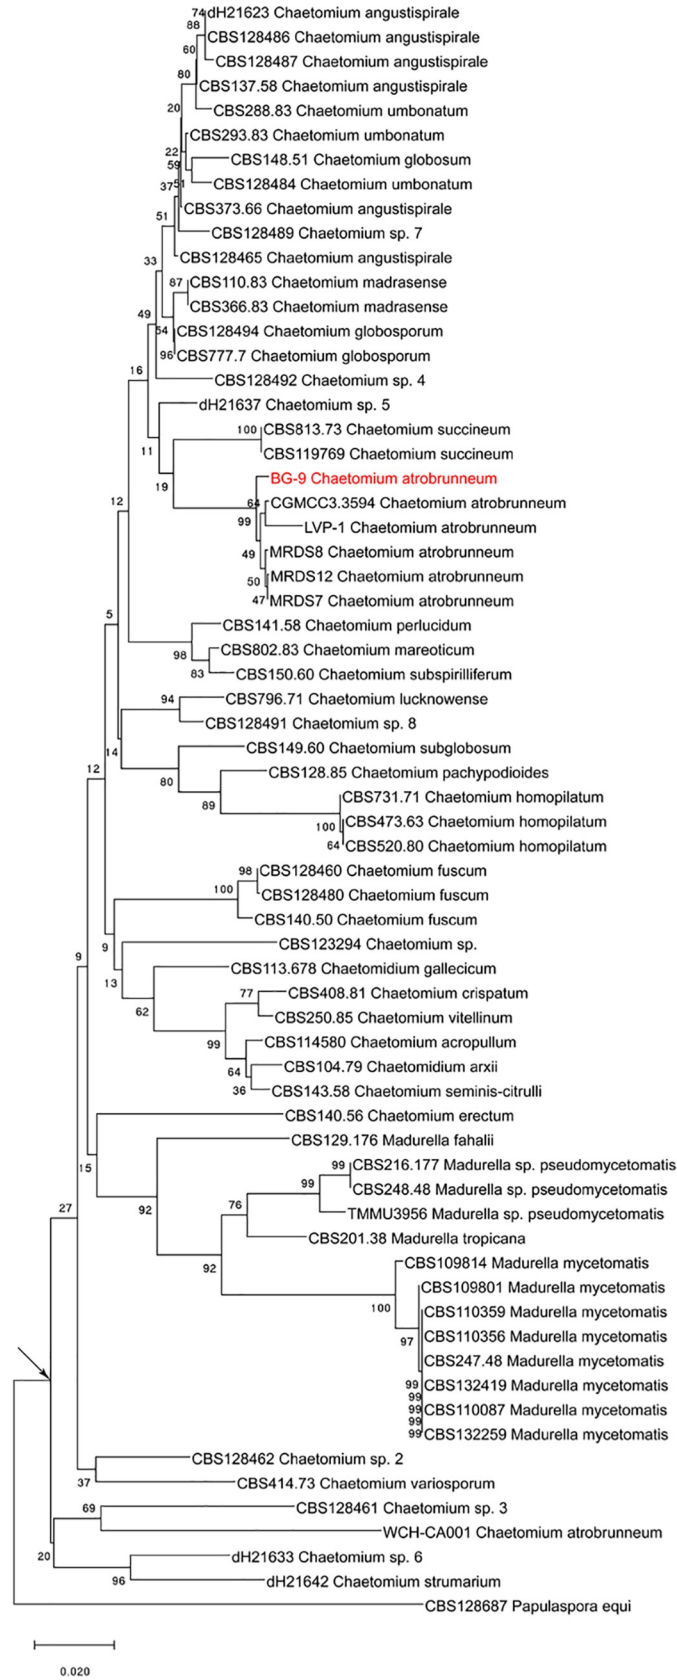 74 dH21623 Chaetomium angustispirale
88
CBS128486 Chaetomium angustispirale
60
CBS128487 Chaetomium angustispirale
80
CBS137.58 Chaetomium angustispirale
20
CBS288.83 Chaetomium umbonatum
CBS293.83 Chaetomium umbonatum
22
CBS148.51 Chaetomium globosum
59
37 51 CBS128484 Chaetomium umbonatum
CBS373.66 Chaetomium angustispirale
51
CBS128489 Chaetomium sp. 7
33
CBS128465 Chaetomium angustispirale
87 CBS110.83 Chaetomium madrasense
CBS366.83 Chaetomium madrasense
49
54 CBS128494 Chaetomium globosporum
96 CBS777.7 Chaetomium globosporum
16
CBS128492 Chaetomium sp. 4
dH21637 Chaetomium sp. 5
100 CBS813.73 Chaetomium succineum
11
CBS119769 Chaetomium succineum
BG-9 Chaetomium atrobrunneum
19
12
64 CGMCC3.3594 Chaetomium atrobrunneum
99
LVP-1 Chaetomium atrobrunneum
49 MRDS8 Chaetomium atrobrunneum
50 MRDS12 Chaetomium atrobrunneum
47 MRDS7 Chaetomium atrobrunneum
5
CBS141.58 Chaetomium perlucidum
98 CBS802.83 Chaetomium mareoticum
83 CBS150.60 Chaetomium subspirilliferum
94 CBS796.71 Chaetomium lucknowense
CBS128491 Chaetomium sp. 8
14
CBS149.60 Chaetomium subglobosum
12
80 CBS128.85 Chaetomium pachypodioides
89 CBS731.71 Chaetomium homopilatum
100 CBS473.63 Chaetomium homopilatum
64 CBS520.80 Chaetomium homopilatum
98 CBS128460 Chaetomium fuscum
100 CBS128480 Chaetomium fuscum
CBS140.50 Chaetomium fuscum
9
CBS123294 Chaetomium sp.
9
CBS113.678 Chaetomidium gallecicum
13
77 CBS408.81 Chaetomium crispatum
62 CBS250.85 Chaetomium vitellinum
99 CBS114580 Chaetomium acropullum
64 CBS104.79 Chaetomidium arxii
36 CBS143.58 Chaetomium seminis-citrulli
CBS140.56 Chaetomium erectum
CBS129.176 Madurella fahalii
15
99 CBS216.177 Madurella sp. pseudomycetomatis
99 CBS248.48 Madurella sp. pseudomycetomatis
76
92 TMMU3956 Madurella sp. pseudomycetomatis
27
CBS201.38 Madurella tropicana
92 CBS109814 Madurella mycetomatis
CBS109801 Madurella mycetomatis
100 CBS110359 Madurella mycetomatis
97 CBS110356 Madurella mycetomatis
CBS247.48 Madurella mycetomatis
99 CBS132419 Madurella mycetomatis
99
99 CBS110087 Madurella mycetomatis
99
99 CBS132259 Madurella mycetomatis
CBS128462 Chaetomium sp. 2
37 CBS414.73 Chaetomium variosporum
69 CBS128461 Chaetomium sp. 3
WCH-CA001 Chaetomium atrobrunneum
20 dH21633 Chaetomium sp. 6
96 dH21642 Chaetomium strumarium
CBS128687 Papulaspora equi
0.020